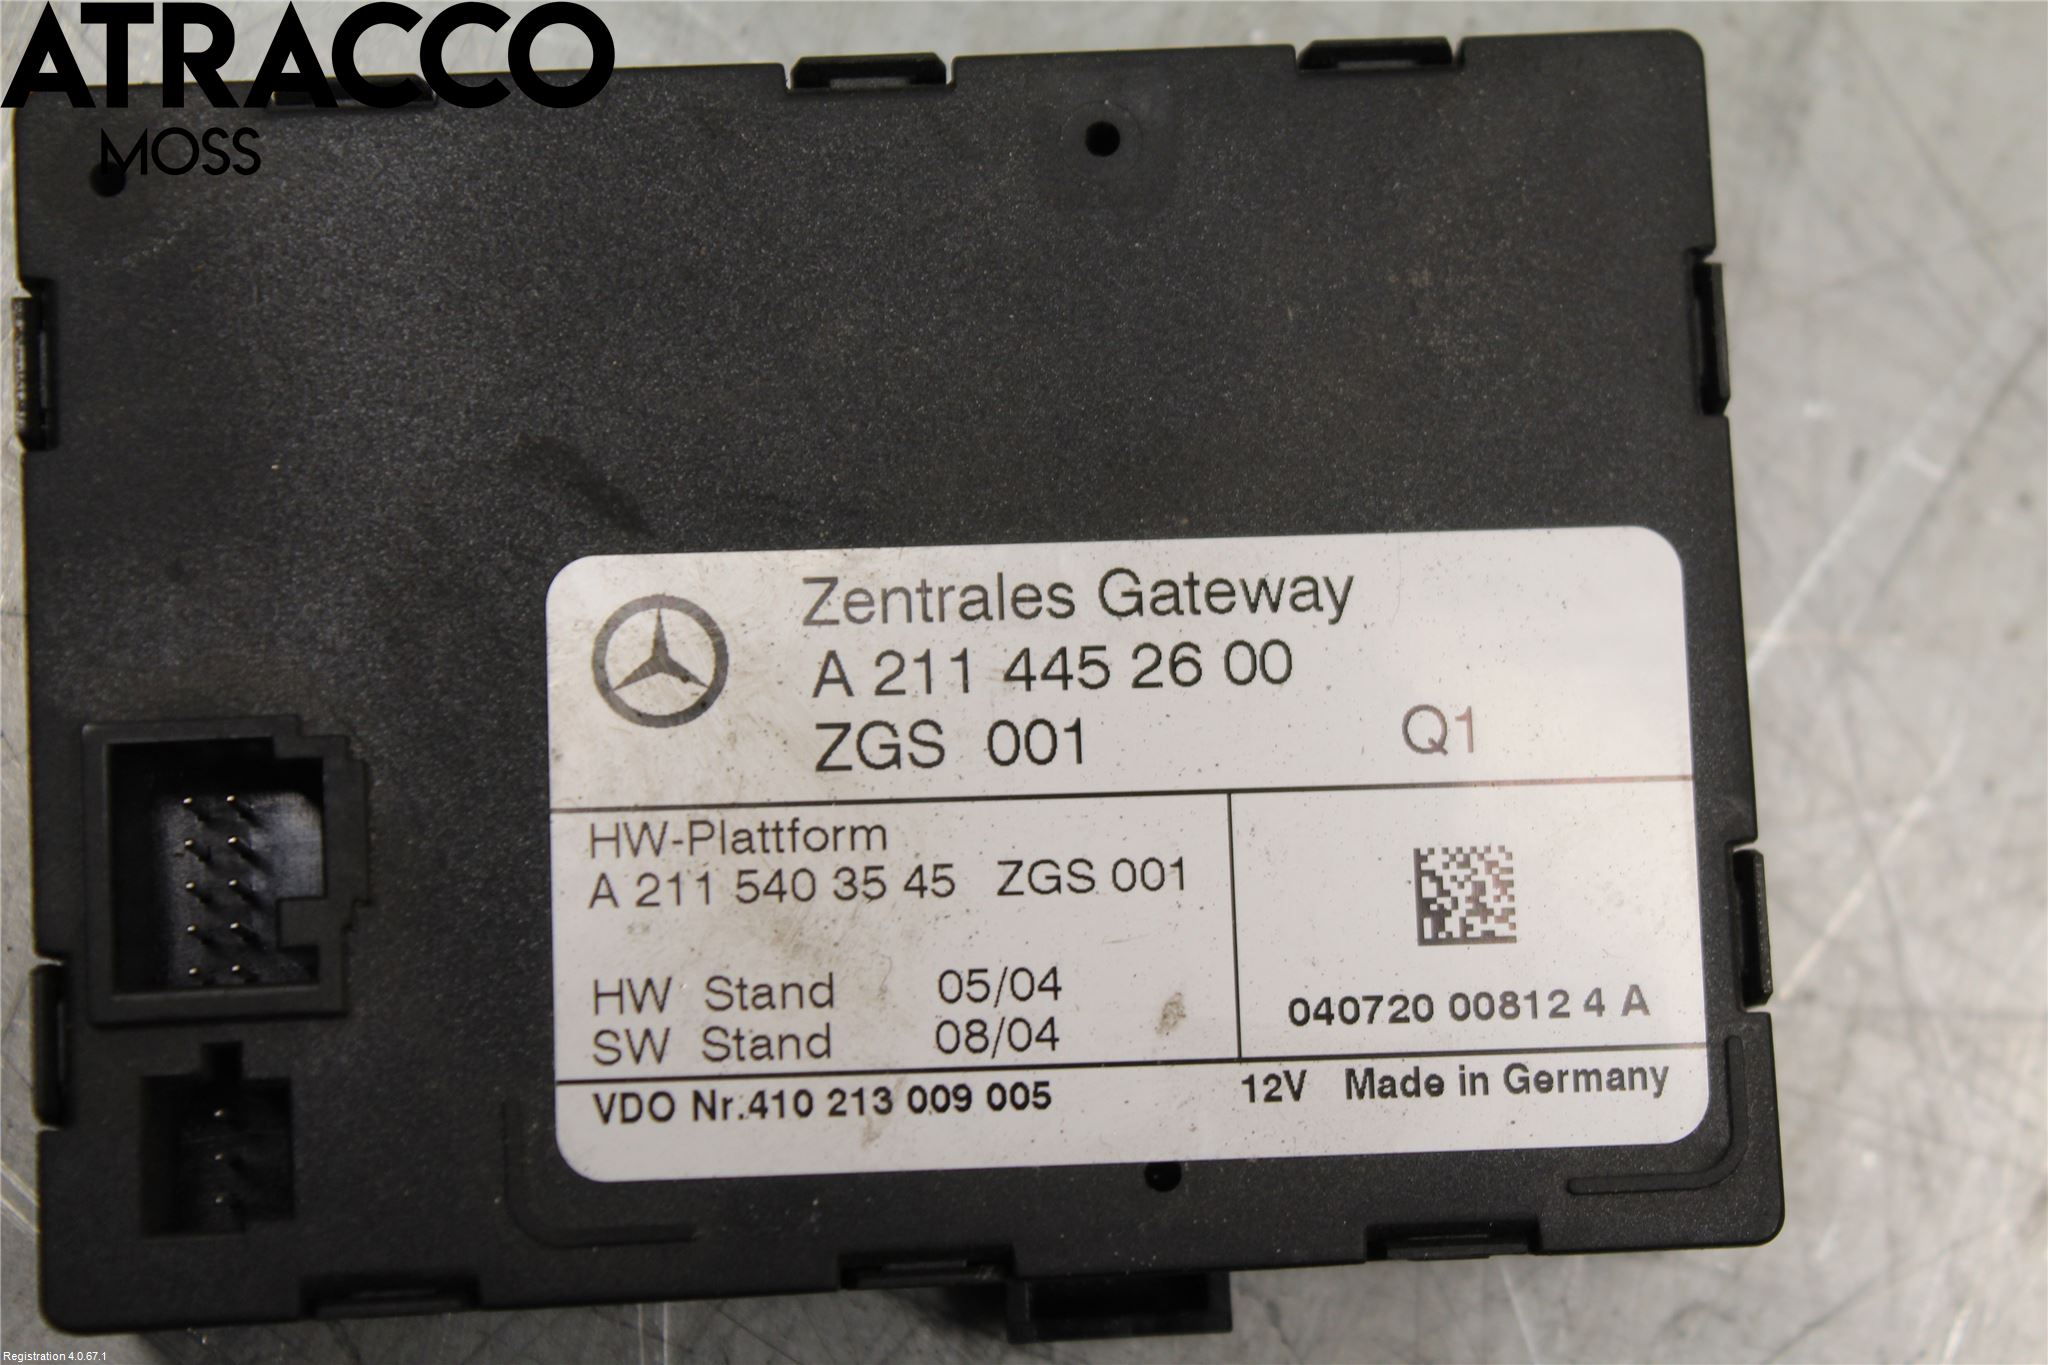 ATRACCO
MOSS
Zentrales Gateway
A 211 445 26 00
ZGS 001 Q1
HW-Plattform
A 211 540 35 45 ZGS 001
HW Stand 05/04
SW Stand 08/04
040720 00812 4 A
VDO Nr.410 213 009 005 12V Made in Germany
Registration 4.0.67.1